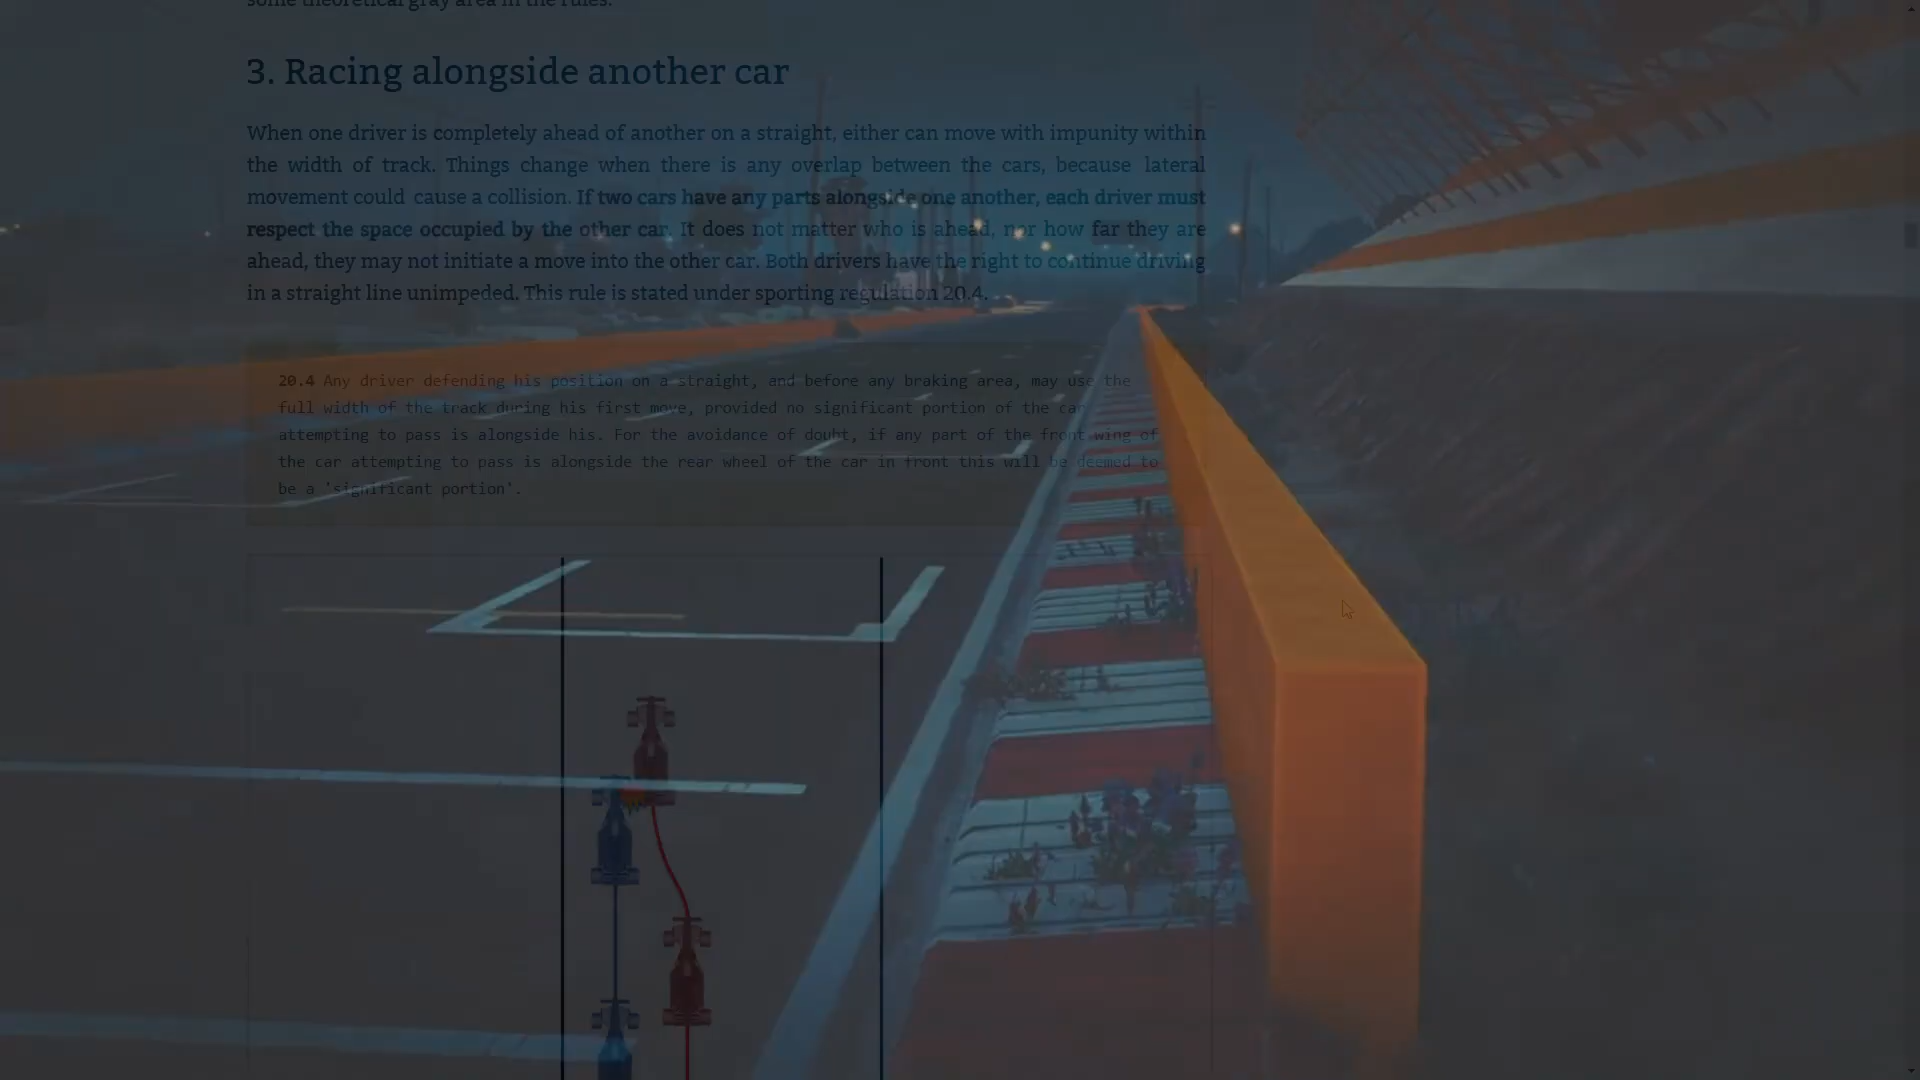 some theoretical gray area in the rules.
3. Racing alongside another car
When one driver is completely ahead of another on a straight, either can move with impunity within
the width of track. Things change when there is any overlap between the cars, because lateral
movement could cause a collision. If two cars have any parts alongside one another, each driver must
respect the space occupied by the other car. It does not matter who is ahead, nor how far they are
ahead, they may not initiate a move into the other car. Both drivers have the right to continue driving
in a straight line unimpeded. This rule is stated under sporting regulation 20.4.
20.4 Any driver defending his position on a straight, and before any braking area, may use the
full width of the track during his first move, provided no significant portion of the car
attempting to pass is alongside his. For the avoidance of doubt, if any part of the front wing of
the car attempting to pass is alongside the rear wheel of the car in front this will be deemed to
be a 'significant portion'.